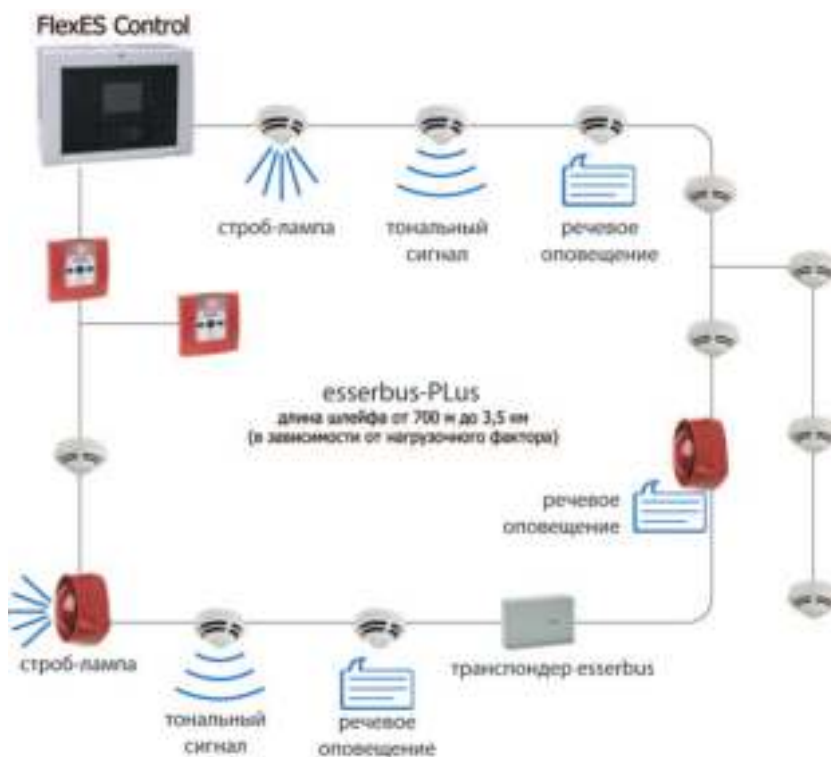 FlexES Control
строб-лампа
тональный
сигнал
речевое
оповещение
esserbus-PLus
длина шлейфа от 700 м до 3,5 км
(в зависимости от нагрузочного фактора)
речевое
оповещение
строб-лампа
тональный
сигнал
речевое
оповещение
транспондер esserbus